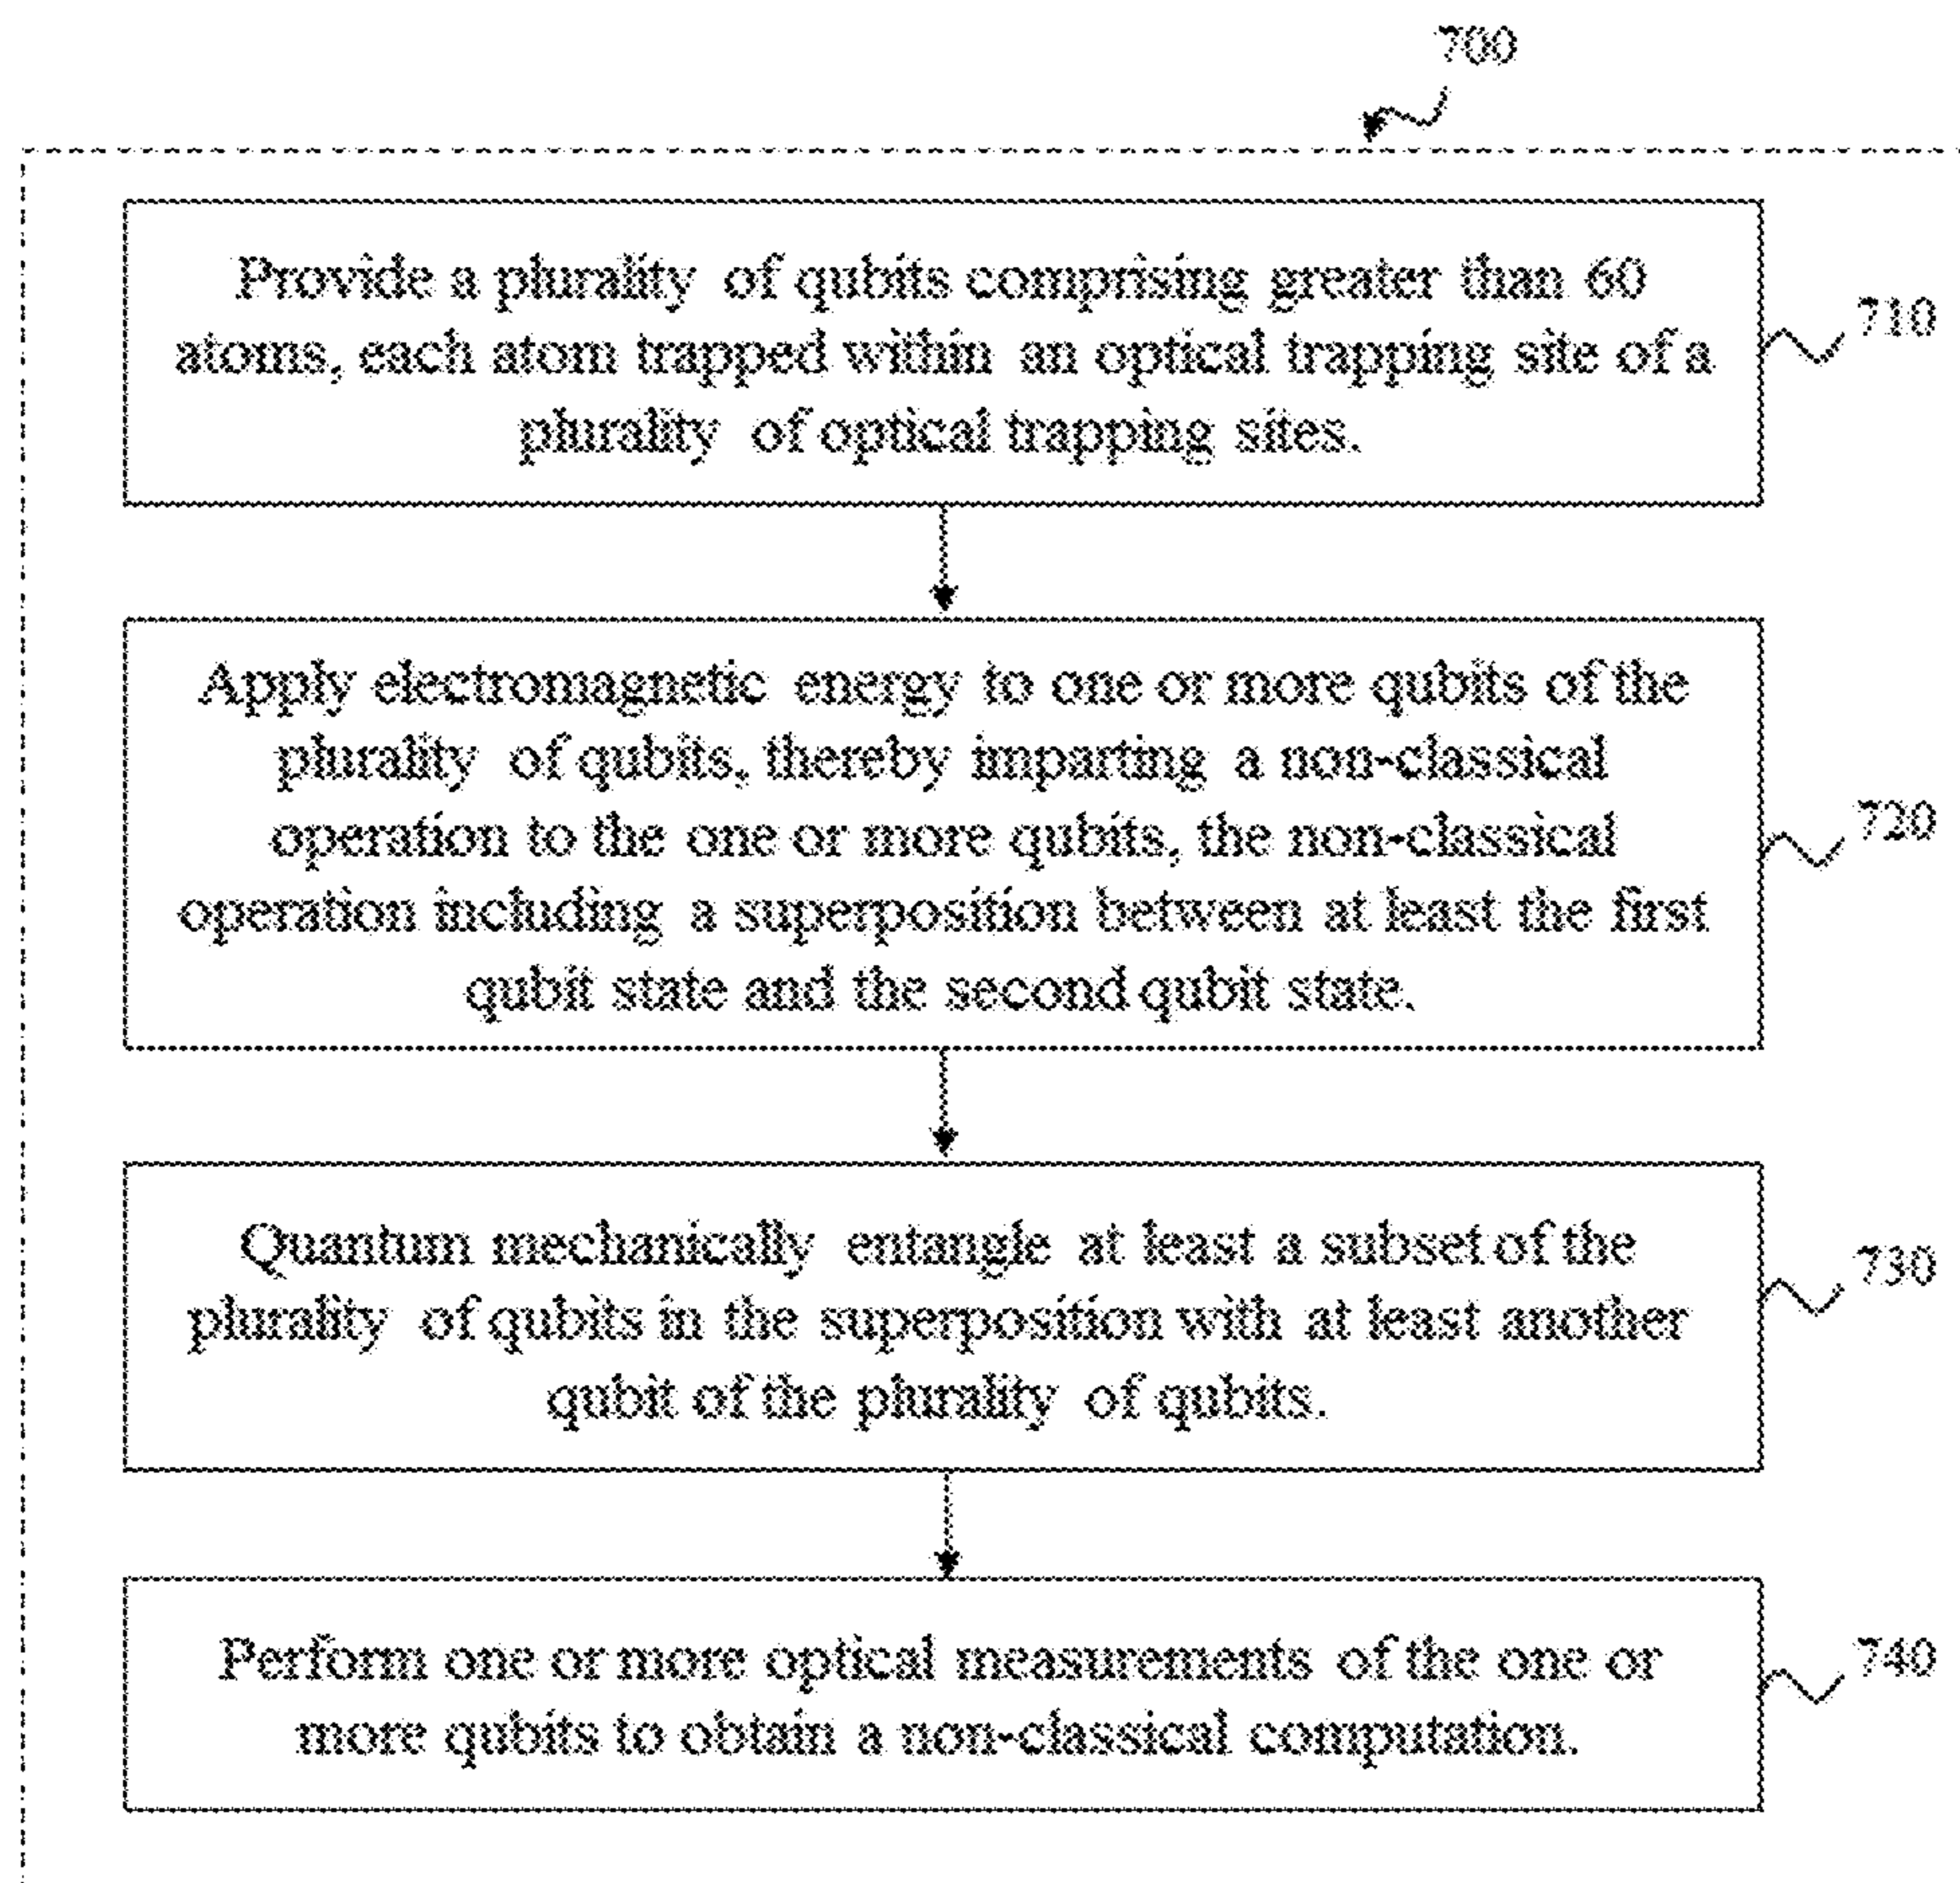 700
Provide a plurality of qubits comprising greater than 60
atoms, each atom trapped within an optical trapping site of a
plurality of optical trapping sites.
710
Apply electromagnetic energy to one or more qubits of the
plurality of qubits, thereby imparting a non-classical
operation to the one or more qubits, the non-classical
operation including a superposition between at least the first
qubit state and the second qubit state.
720
Quantum mechanically entangle at least a subset of the
plurality of qubits in the superposition with at least another
qubit of the plurality of qubits.
730
Perform one or more optical measurements of the one or
more qubits to obtain a non-classical computation.
740